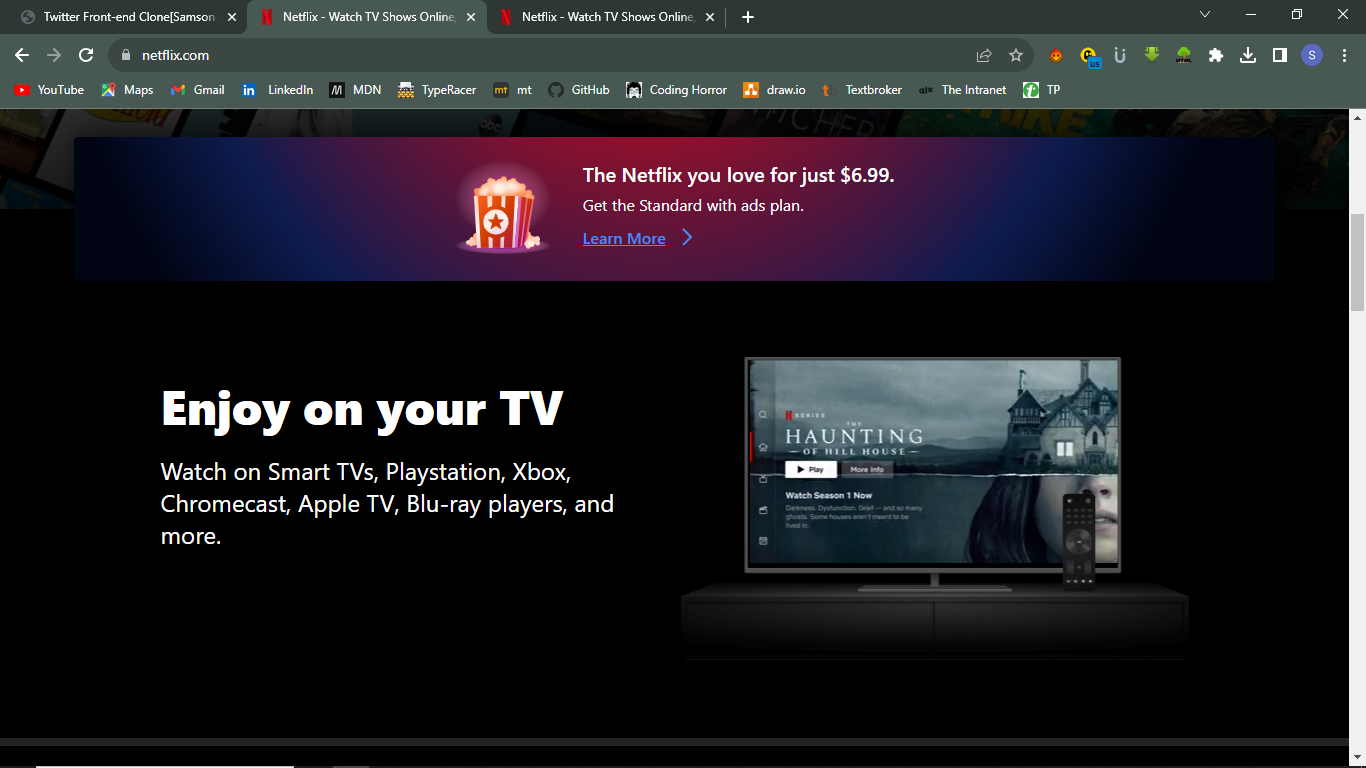 Twitter Front-end Clone[Samson
Netflix - Watch TV Shows Online,
Netflix - Watch TV Shows Online,
netflix.com
us
S
YouTube
Maps
Gmail
LinkedIn
MDN
TypeRacer
mt mt
GitHub
Coding Horror
draw.io
Textbroker
alx The Intranet
TP
abc
The Netflix you love for just $6.99.
Get the Standard with ads plan.
Learn More
Enjoy on your TV
Watch on Smart TVs, Playstation, Xbox,
Chromecast, Apple TV, Blu-ray players, and
more.
N SERIES
THE
HAUNTING
OF HILL HOUSE
Play
More Info
Watch Season 1 Now
Darkness. Dysfunction. Grief — and so many
ghosts. Some houses aren't meant to be
lived in.